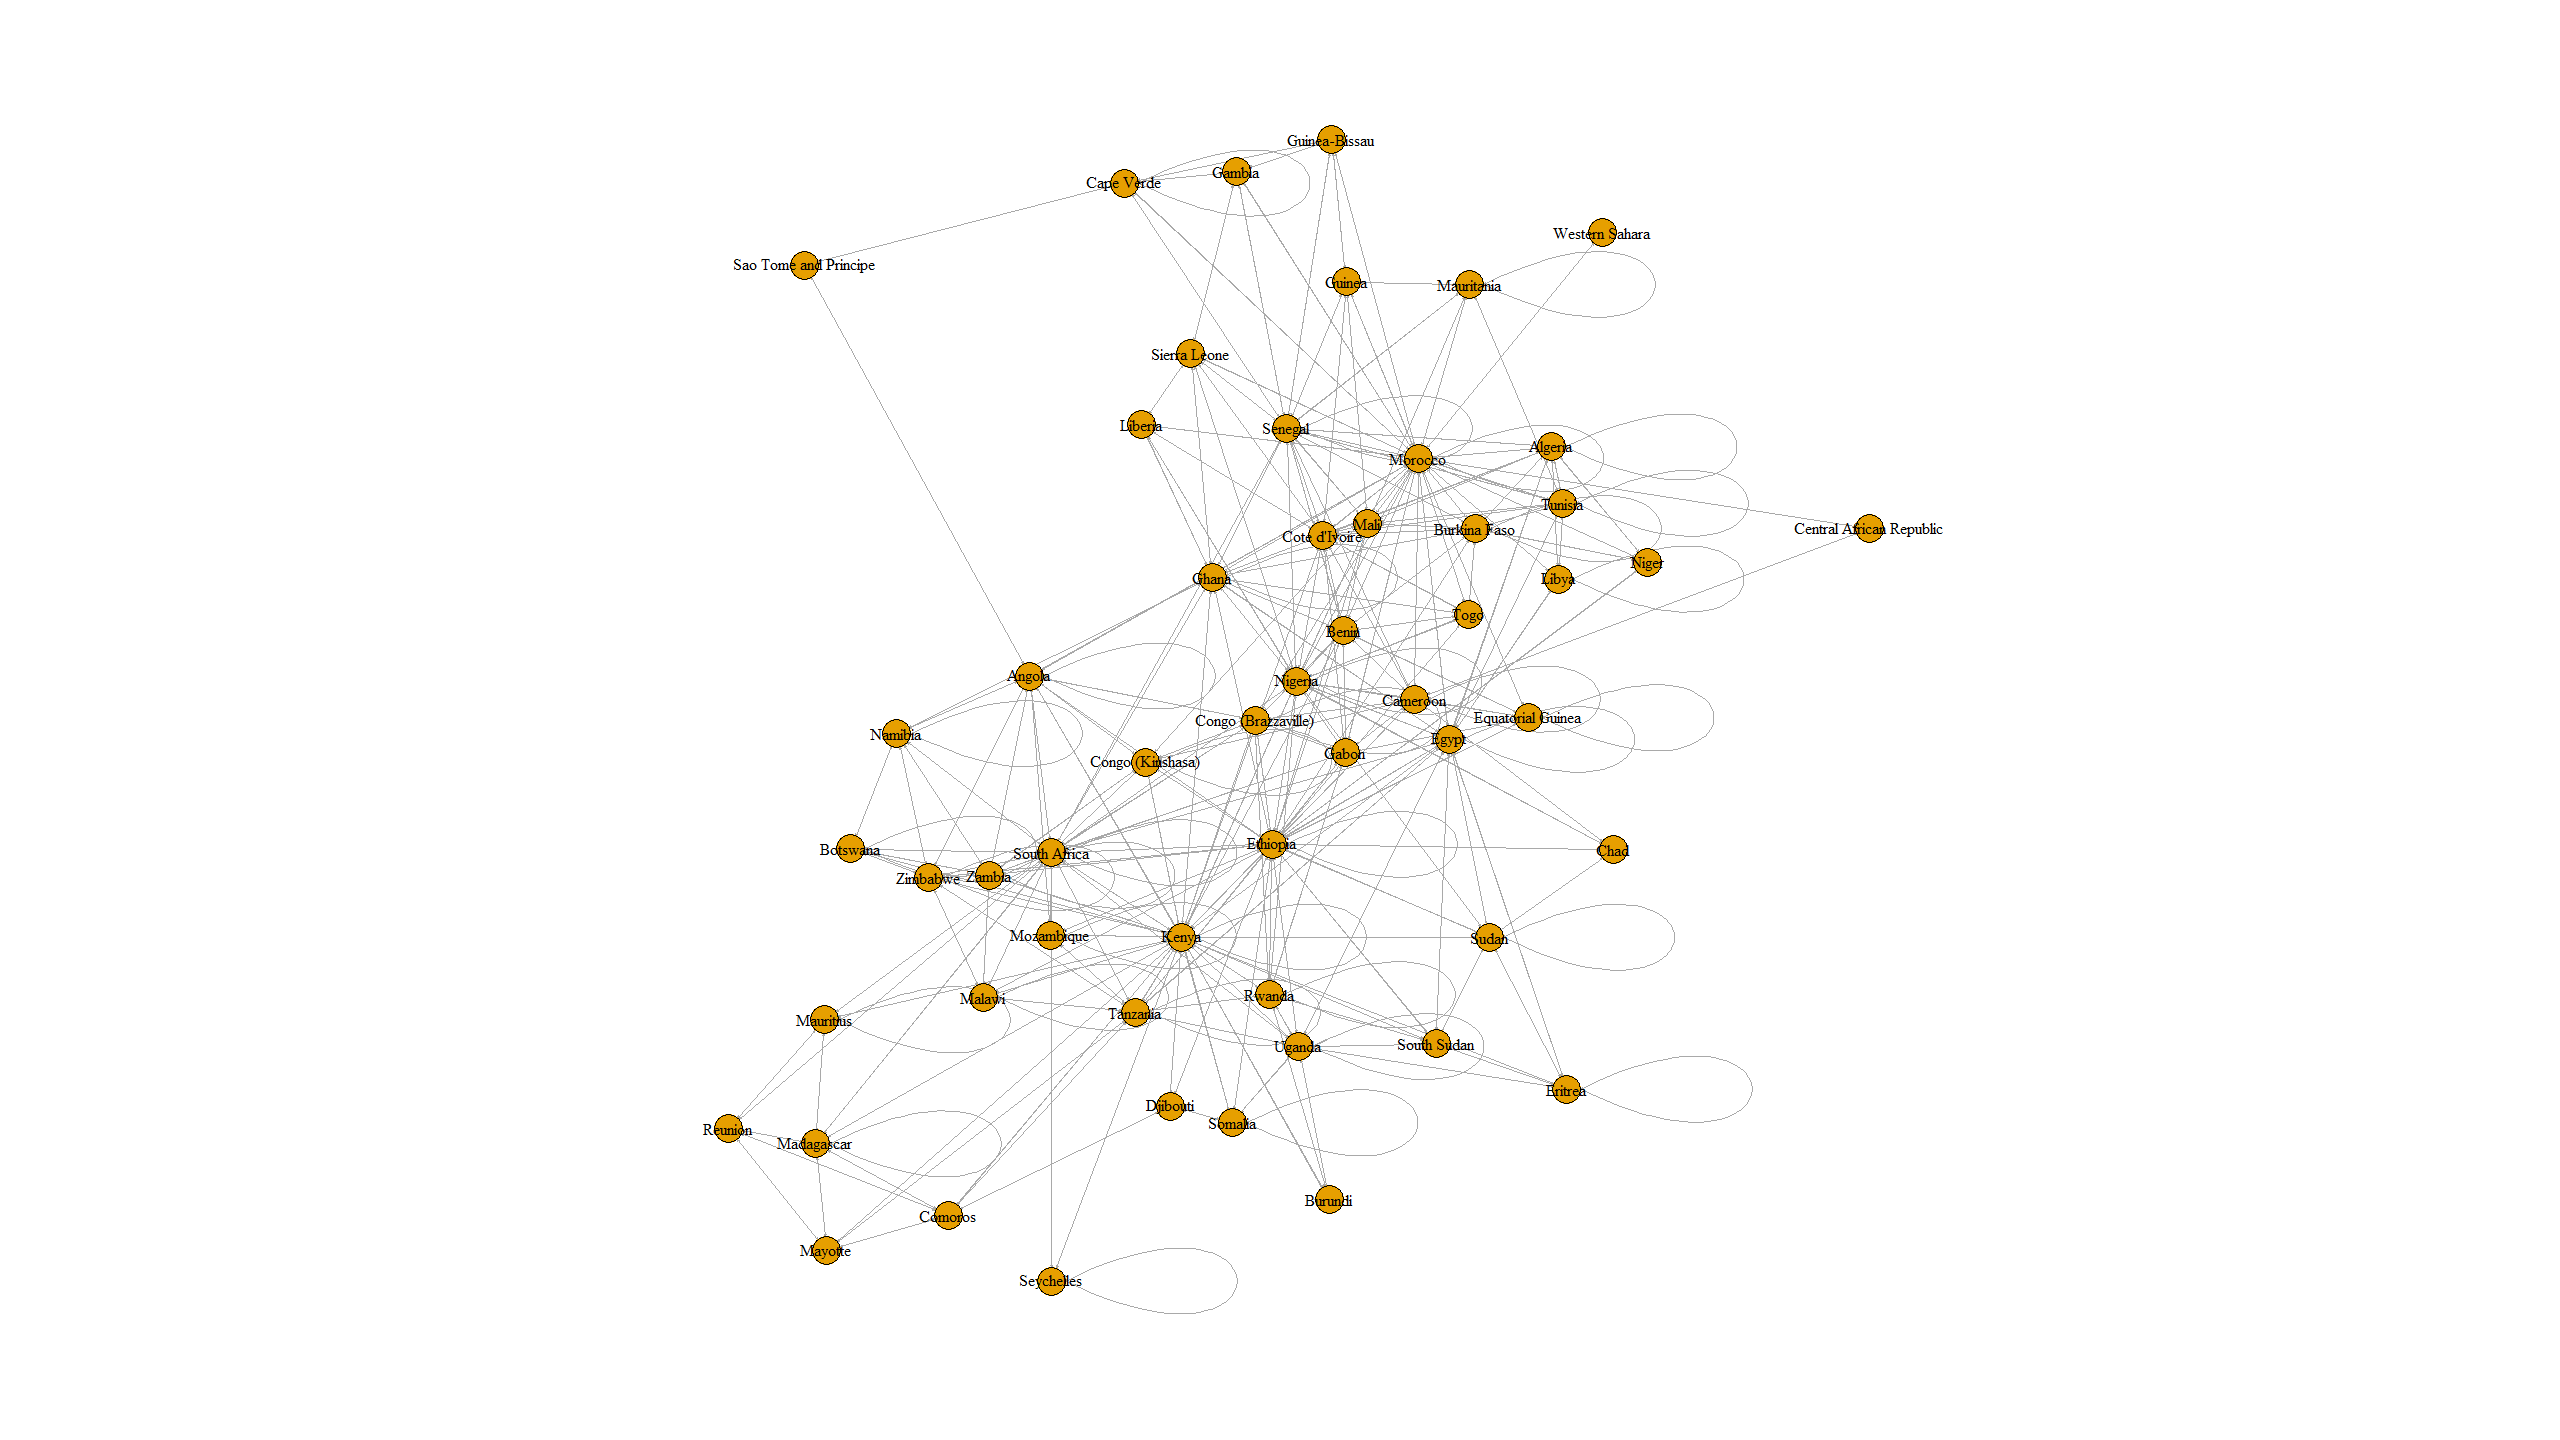 Guinea-Bissau
Gambia
Cape Verde
Western Sahara
Sao Tome and Principe
Guinea
Mauritania
Sierra Leone
Liberia
Senegal
Algeria
Morocco
Tunisia
Mali
Burkina Faso
Central African Republic
Cote d'Ivoire
Niger
Ghana
Libya
Togo
Benin
Angola
Nigeria
Cameroon
Congo (Brazzaville)
Equatorial Guinea
Namibia
Egypt
Gabon
Congo (Kinshasa)
Ethiopia
Botswana
South Africa
Chad
Zimbabwe
Zambia
Mozambique
Kenya
Sudan
Rwanda
Malawi
Tanzania
Mauritius
Uganda
South Sudan
Eritrea
Djibouti
Somalia
Reunion
Madagascar
Burundi
Comoros
Mayotte
Seychelles